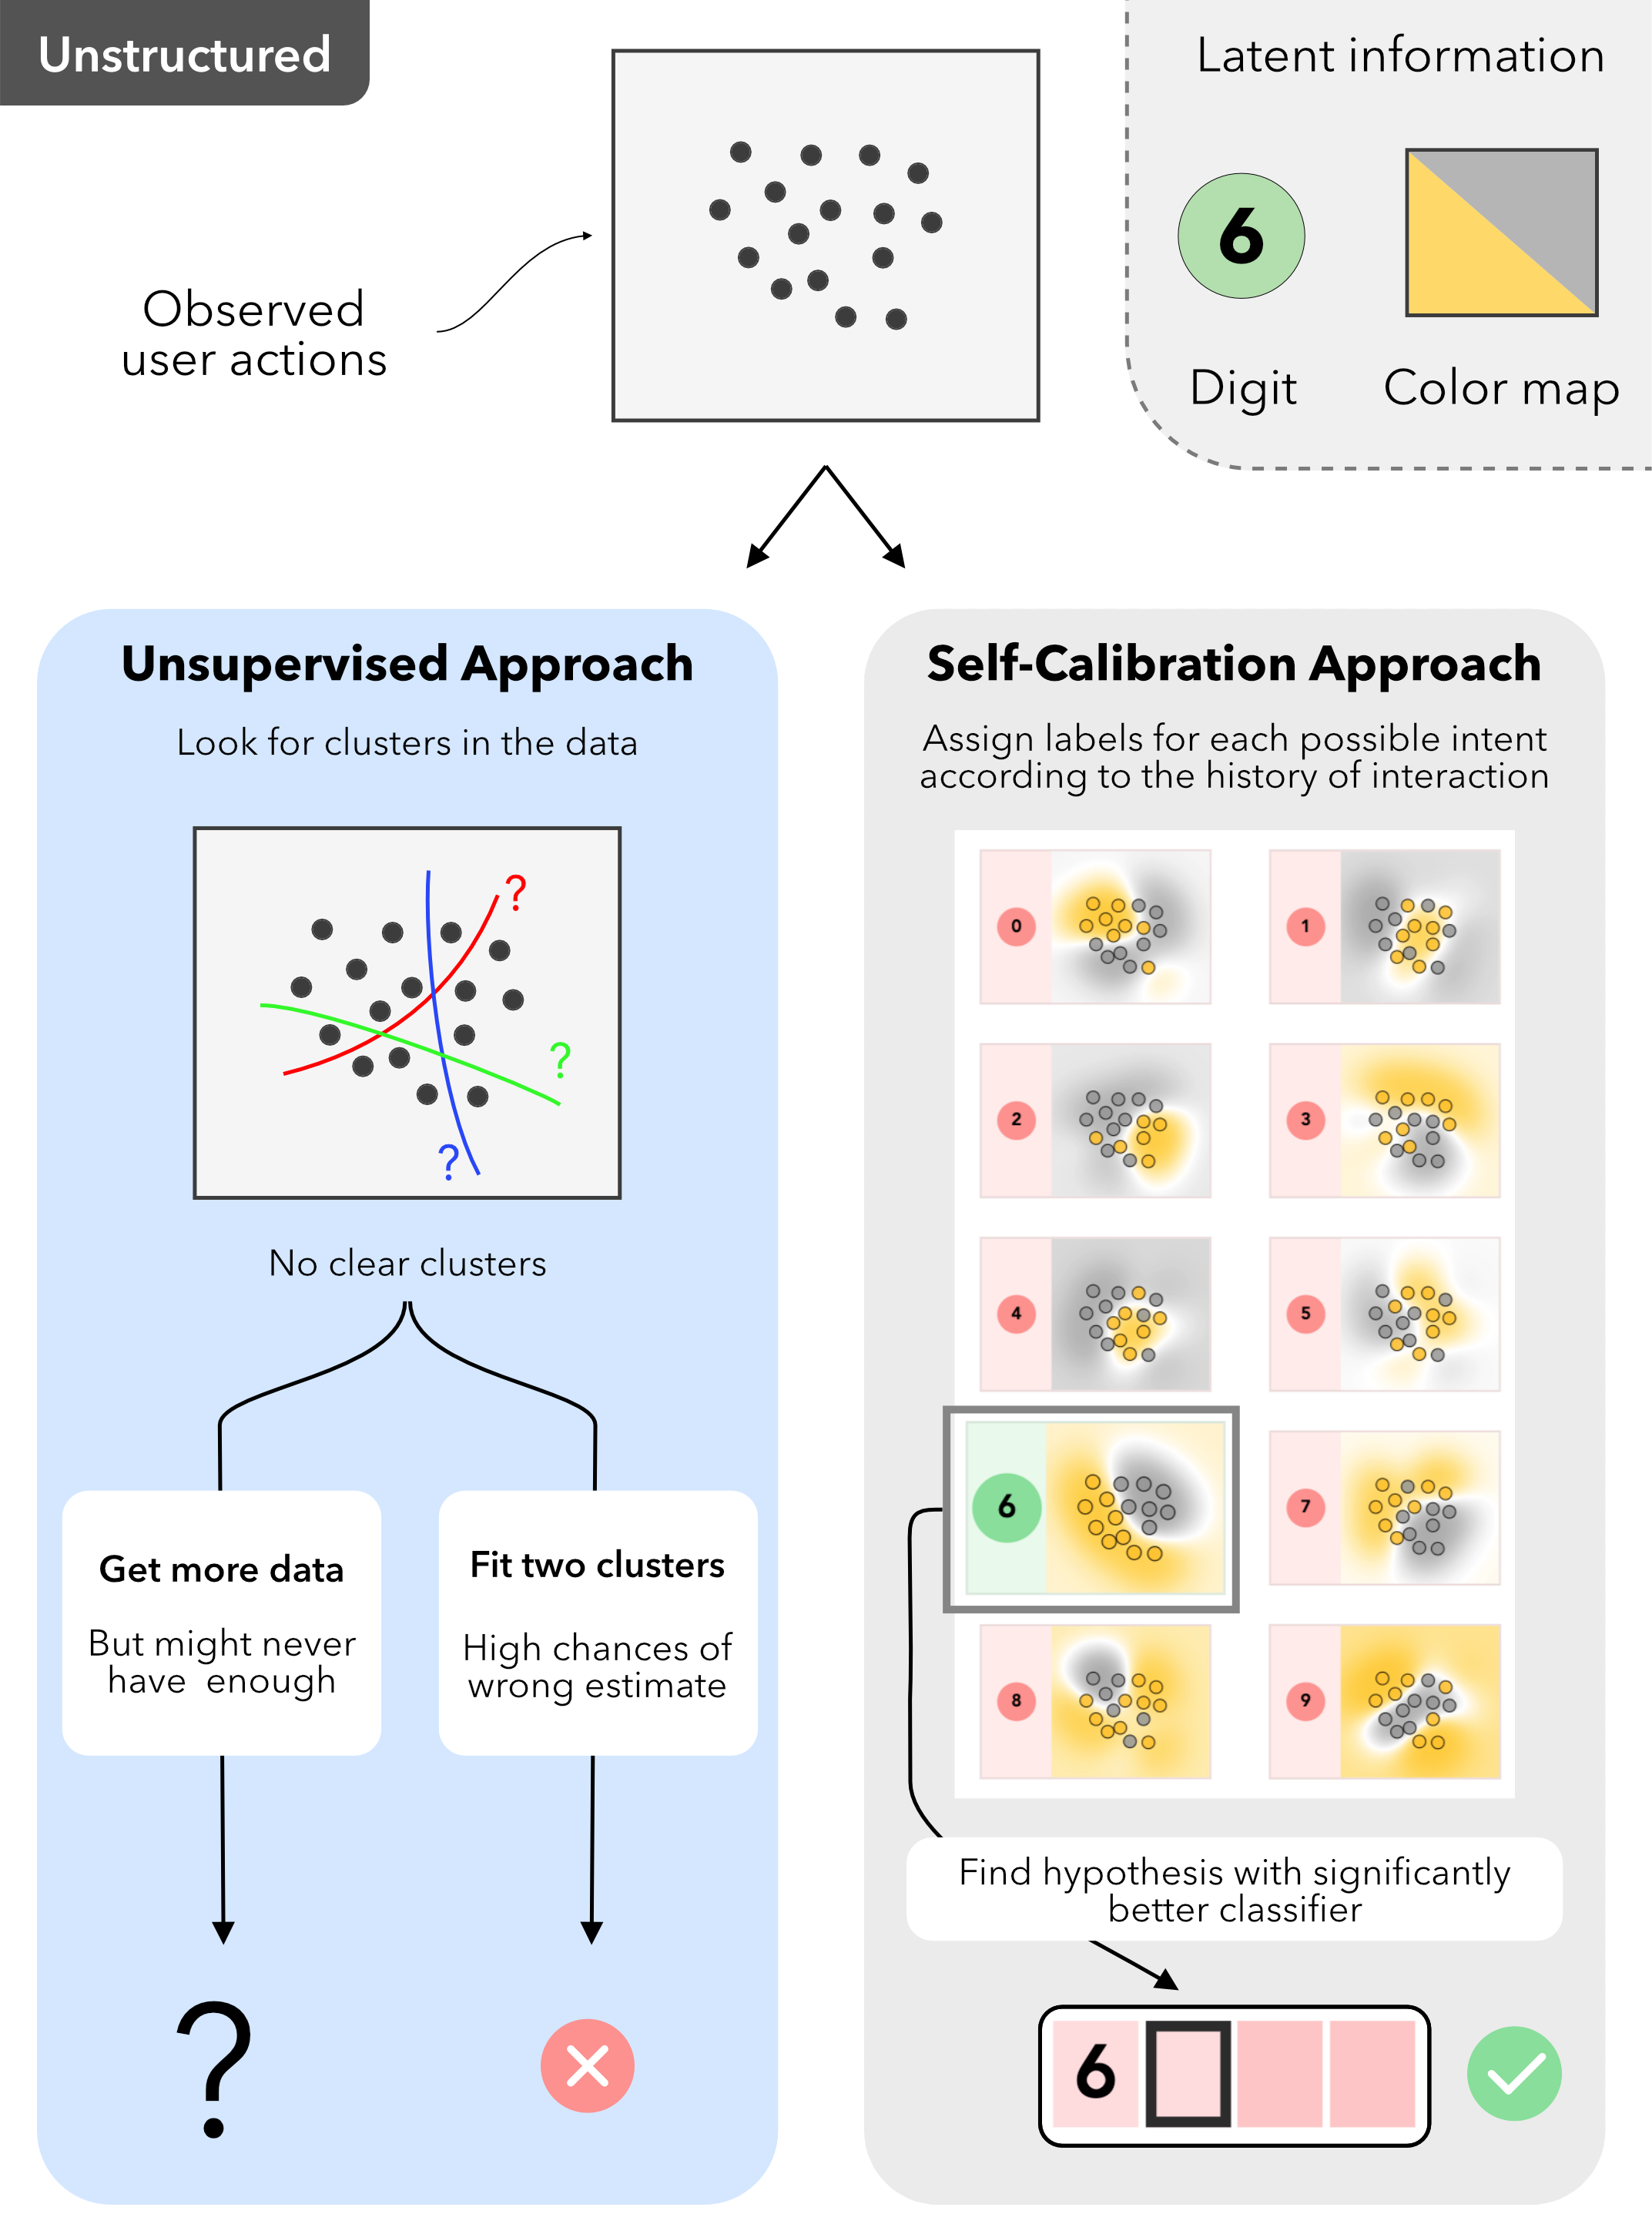 Unstructured
Latent information
6
Digit
Color map
Observed
user actions
Unsupervised Approach
Look for clusters in the data
?
?
?
No clear clusters
Get more data
But might never
have enough
Fit two clusters
High chances of
wrong estimate
?
Self-Calibration Approach
Assign labels for each possible intent
according to the history of interaction
0
1
2
3
4
5
6
7
8
9
Find hypothesis with significantly
better classifier
6